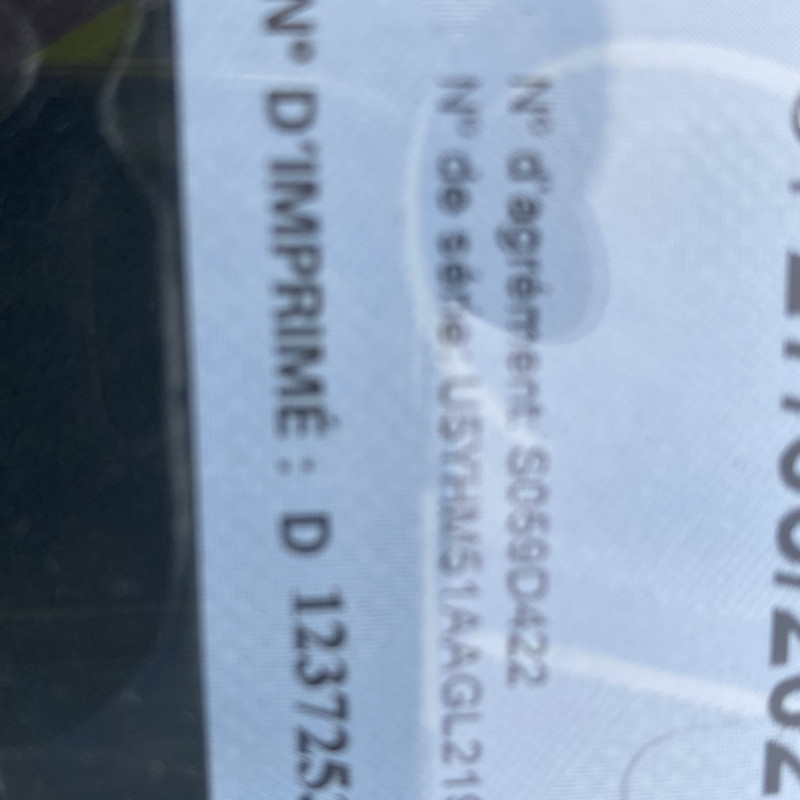 N° d'agrément: S059D422
N° de série: U5YHM51AAGL21
N° D'IMPRIMÉ : D 123725